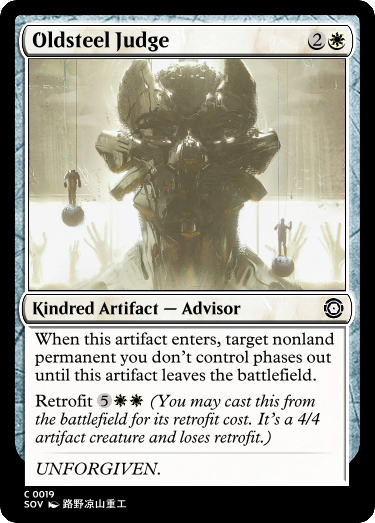 Oldsteel Judge 2
Kindred Artifact — Advisor
When this artifact enters, target nonland
permanent you don't control phases out
until this artifact leaves the battlefield.
Retrofit 5 (You may cast this from
the battlefield for its retrofit cost. It's a 4/4
artifact creature and loses retrofit.)
UNFORGIVEN.
C 0019
SOV 路野凉山重工